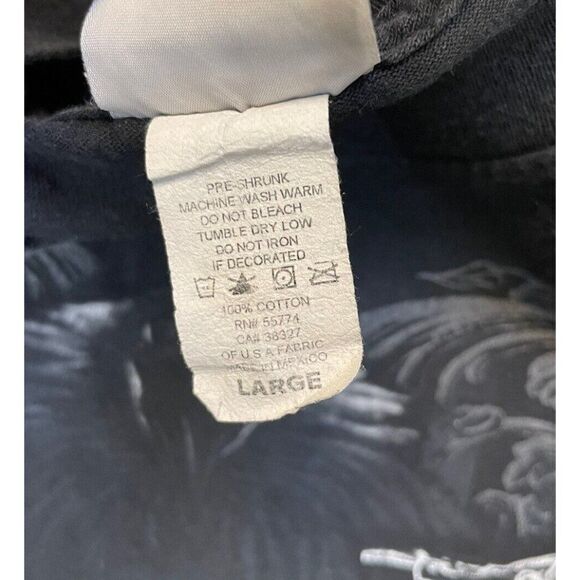 PRE-SHRUNK
MACHINE WASH WARM
DO NOT BLEACH
TUMBLE DRY LOW
DO NOT IRON
IF DECORATED
100% COTTON
RN# 55774
CA# 38327
OF U S A FABRIC
MADE IN MEXICO
LARGE